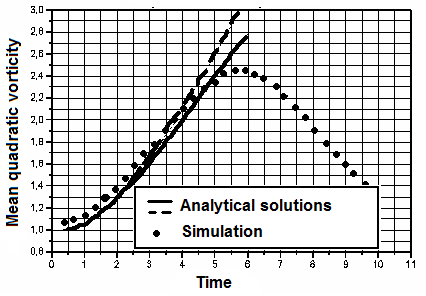 3,0
2,8
2,6
2,4
2,2
2,0
1,8
1,6
1,4
1,2
1,0
0,8
Mean quadratic vorticity
Analytical solutions
Simulation
0 1 2 3 4 5 6 7 8 9 10 11
Time